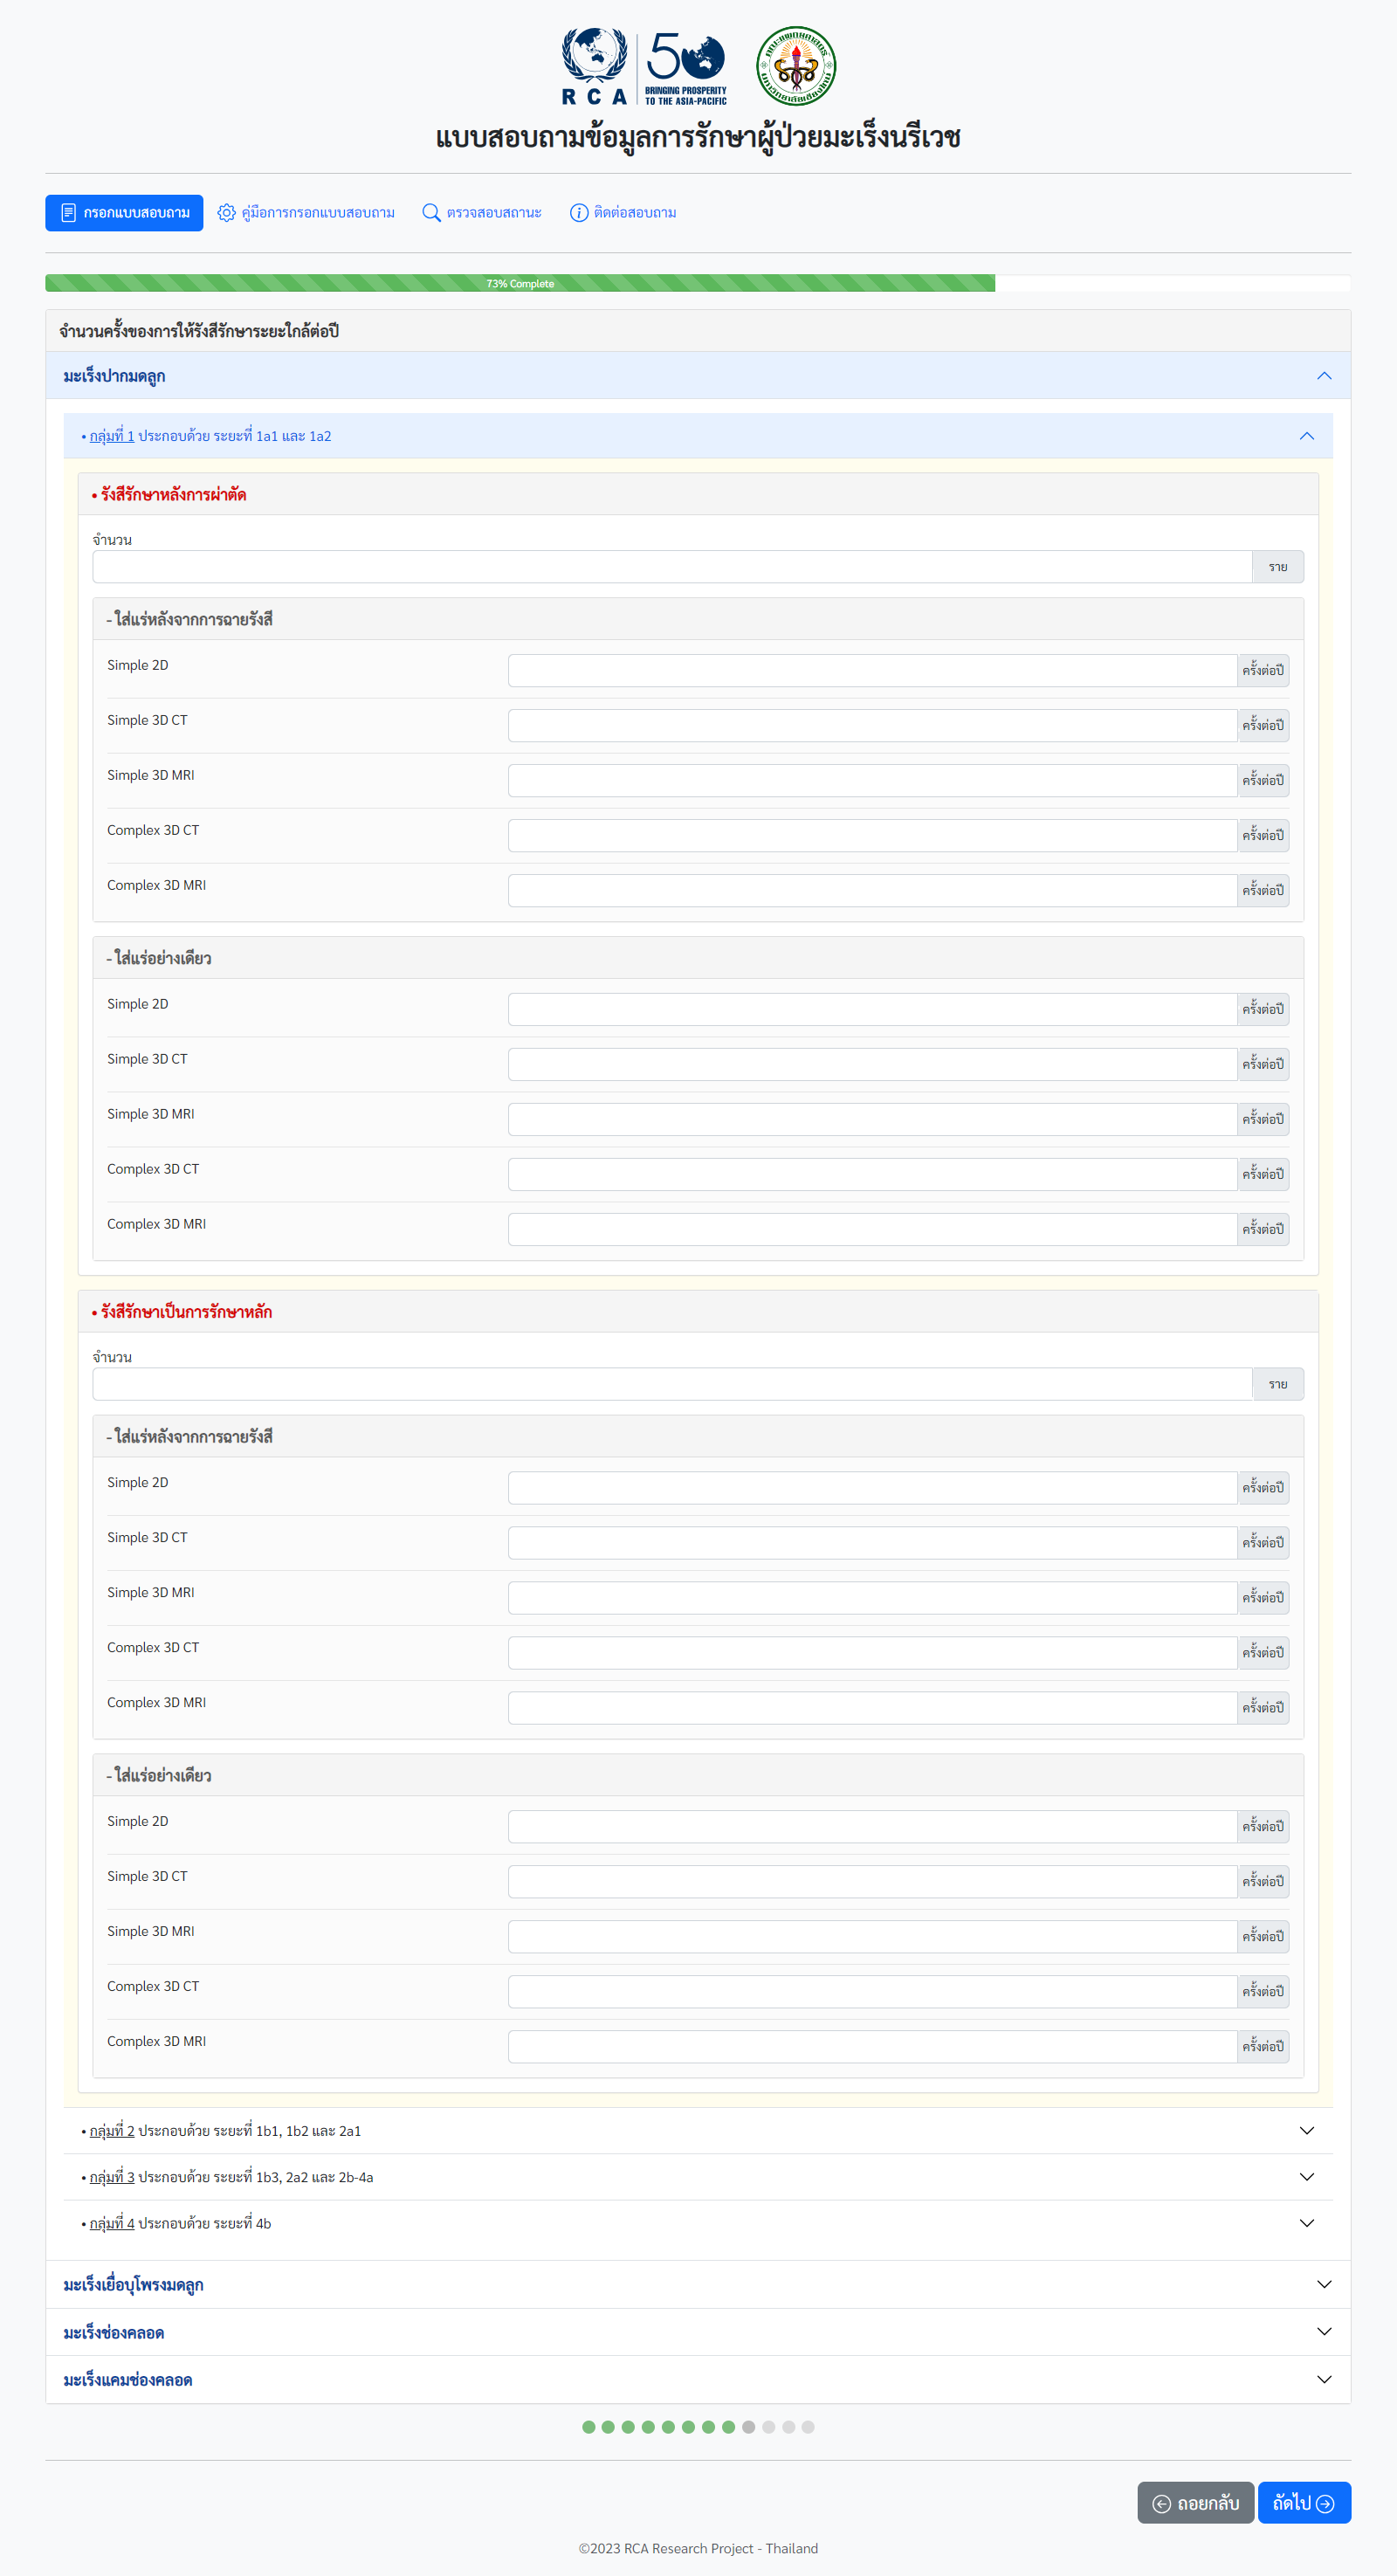 RCA
50
BRINGING PROSPERITY
TO THE ASIA-PACIFIC
คณะแพทยศาสตร์
มหาวิทยาลัยเชียงใหม่
แบบสอบถามข้อมูลการรักษาผู้ป่วยมะเร็งนรีเวช
กรอกแบบสอบถาม คู่มือการกรอกแบบสอบถาม ตรวจสอบสถานะ ติดต่อสอบถาม
73% Complete
จำนวนครั้งของการให้รังสีรักษาระยะใกล้ต่อปี
มะเร็งปากมดลูก
• กลุ่มที่ 1 ประกอบด้วย ระยะที่ 1a1 และ 1a2
• รังสีรักษาหลังการผ่าตัด
จำนวน
ราย
- ใส่แร่หลังจากการฉายรังสี
Simple 2D ครั้งต่อปี
Simple 3D CT ครั้งต่อปี
Simple 3D MRI ครั้งต่อปี
Complex 3D CT ครั้งต่อปี
Complex 3D MRI ครั้งต่อปี
- ใส่แร่อย่างเดียว
Simple 2D ครั้งต่อปี
Simple 3D CT ครั้งต่อปี
Simple 3D MRI ครั้งต่อปี
Complex 3D CT ครั้งต่อปี
Complex 3D MRI ครั้งต่อปี
• รังสีรักษาเป็นการรักษาหลัก
จำนวน
ราย
- ใส่แร่หลังจากการฉายรังสี
Simple 2D ครั้งต่อปี
Simple 3D CT ครั้งต่อปี
Simple 3D MRI ครั้งต่อปี
Complex 3D CT ครั้งต่อปี
Complex 3D MRI ครั้งต่อปี
- ใส่แร่อย่างเดียว
Simple 2D ครั้งต่อปี
Simple 3D CT ครั้งต่อปี
Simple 3D MRI ครั้งต่อปี
Complex 3D CT ครั้งต่อปี
Complex 3D MRI ครั้งต่อปี
• กลุ่มที่ 2 ประกอบด้วย ระยะที่ 1b1, 1b2 และ 2a1
• กลุ่มที่ 3 ประกอบด้วย ระยะที่ 1b3, 2a2 และ 2b-4a
• กลุ่มที่ 4 ประกอบด้วย ระยะที่ 4b
มะเร็งเยื่อบุโพรงมดลูก
มะเร็งช่องคลอด
มะเร็งแคมช่องคลอด
ถอยกลับ ถัดไป
©2023 RCA Research Project - Thailand